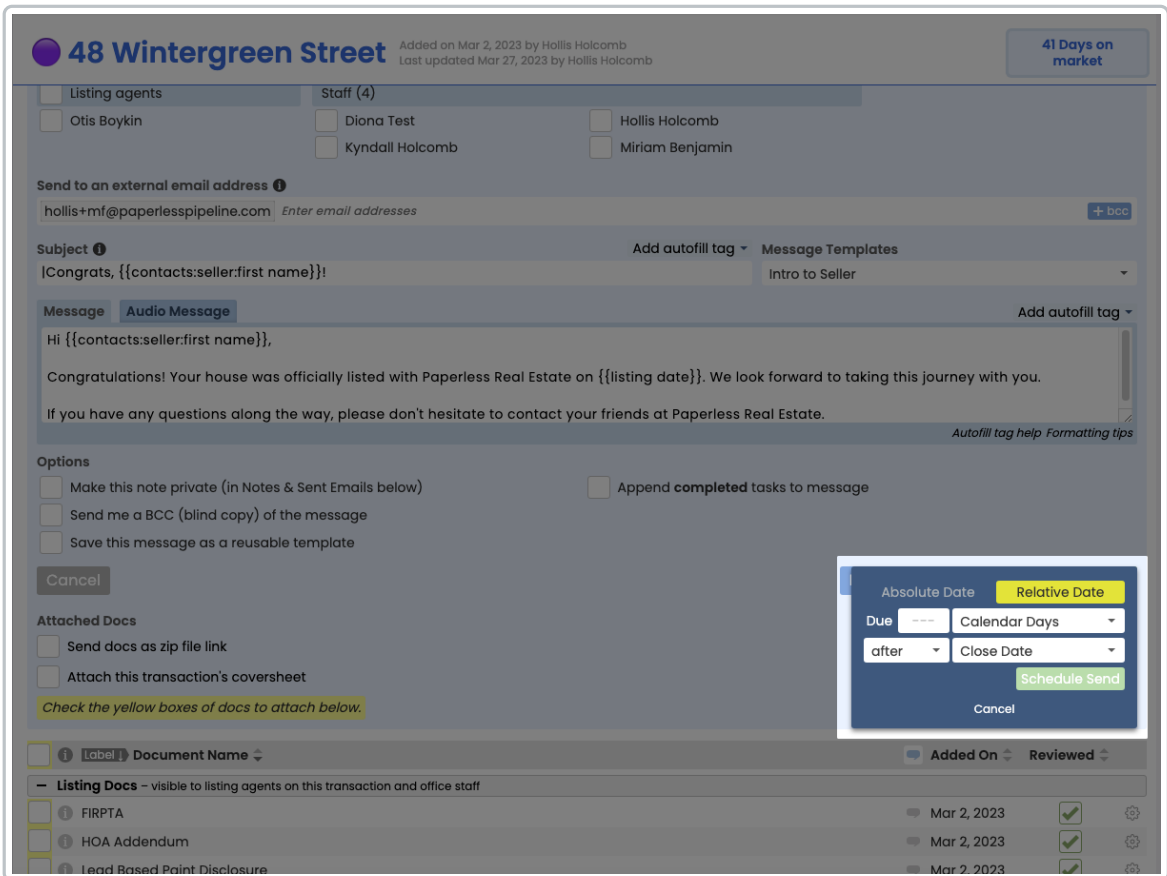 48 Wintergreen Street
Added on Mar 2, 2023 by Hollis Holcomb
Last updated Mar 27, 2023 by Hollis Holcomb
41 Days on
market
Listing agents
Staff (4)
Otis Boykin
Diona Test
Hollis Holcomb
Kyndall Holcomb
Miriam Benjamin
Send to an external email address
hollis+mf@paperlesspipeline.com Enter email addresses
+ bcc
Subject
Add autofill tag
Message Templates
Congrats, {{contacts:seller:first name}}!
Intro to Seller
Message
Audio Message
Add autofill tag
Hi {{contacts:seller:first name}},
Congratulations! Your house was officially listed with Paperless Real Estate on {{listing date}}. We look forward to taking this journey with you.
If you have any questions along the way, please don't hesitate to contact your friends at Paperless Real Estate.
Autofill tag help Formatting tips
Options
Make this note private (in Notes & Sent Emails below)
Append completed tasks to message
Send me a BCC (blind copy) of the message
Save this message as a reusable template
Cancel
Absolute Date
Relative Date
Due --- Calendar Days
after Close Date
Schedule Send
Cancel
Attached Docs
Send docs as zip file link
Attach this transaction's coversheet
Check the yellow boxes of docs to attach below.
Label Document Name
Added On
Reviewed
– Listing Docs – visible to listing agents on this transaction and office staff
FIRPTA
Mar 2, 2023
HOA Addendum
Mar 2, 2023
Lead Based Paint Disclosure
Mar 2, 2023